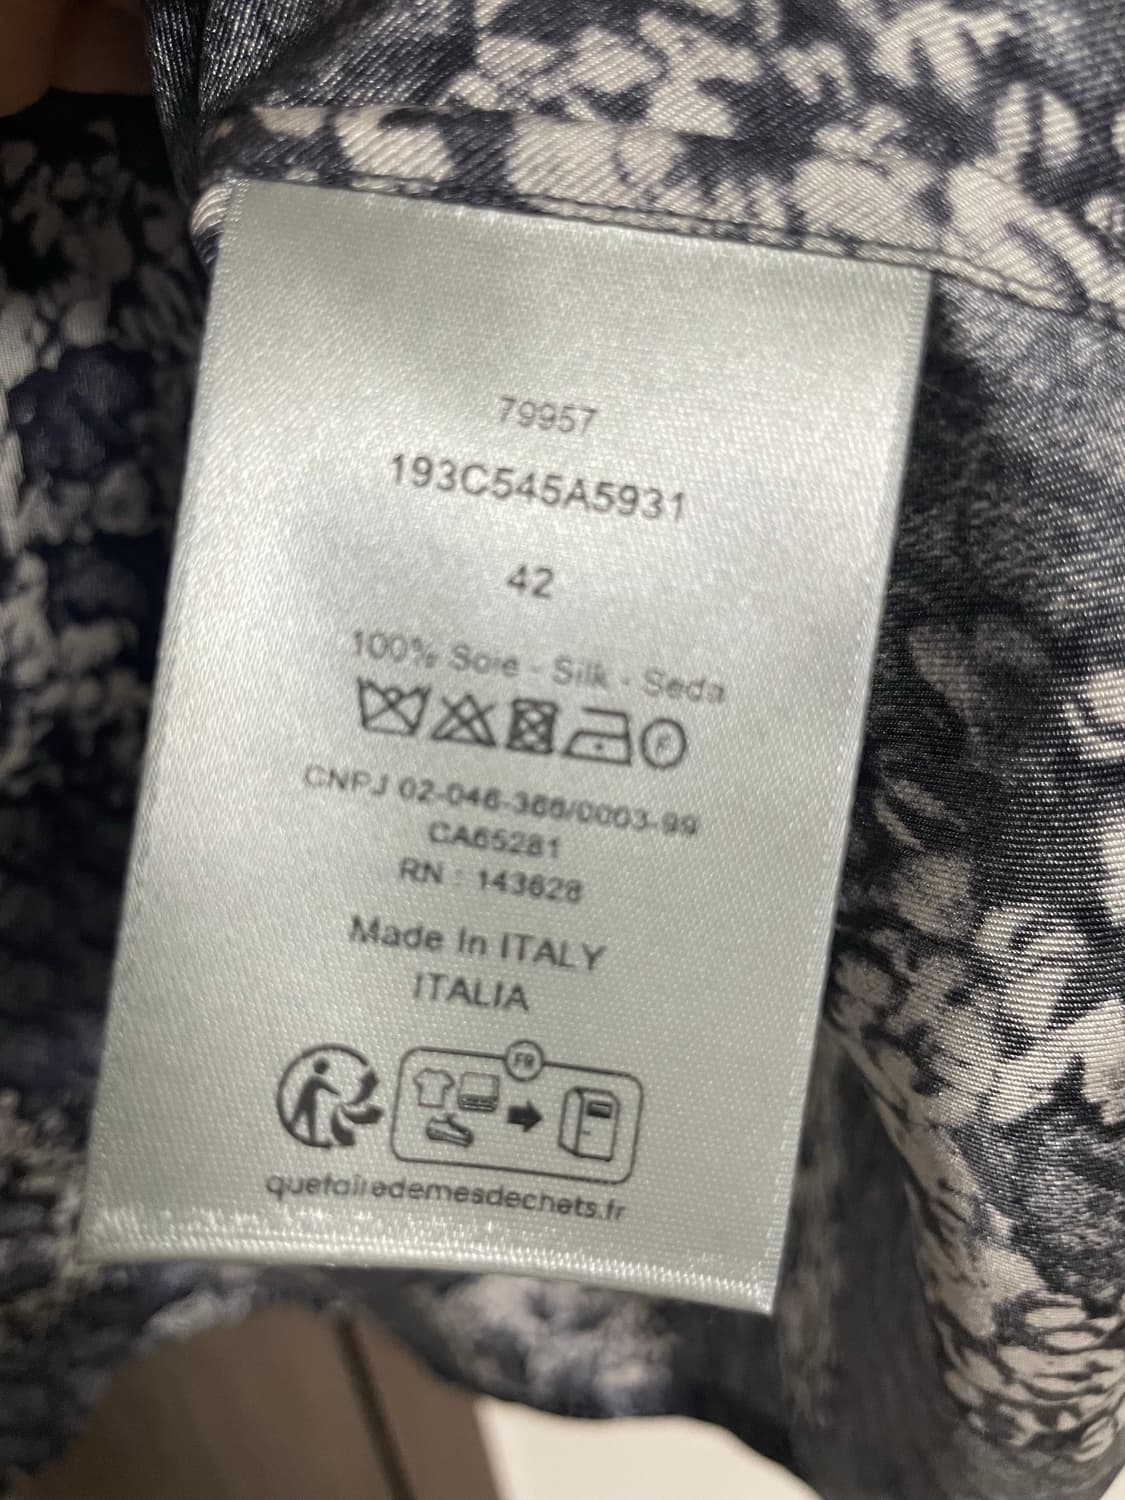 79957
193C545A5931
42
100% Soie - Silk - Seda
F
CNPJ 02-046-366/0003-99
CA65281
RN : 143628
Made In ITALY
ITALIA
FR
quefairedemesdechets.fr